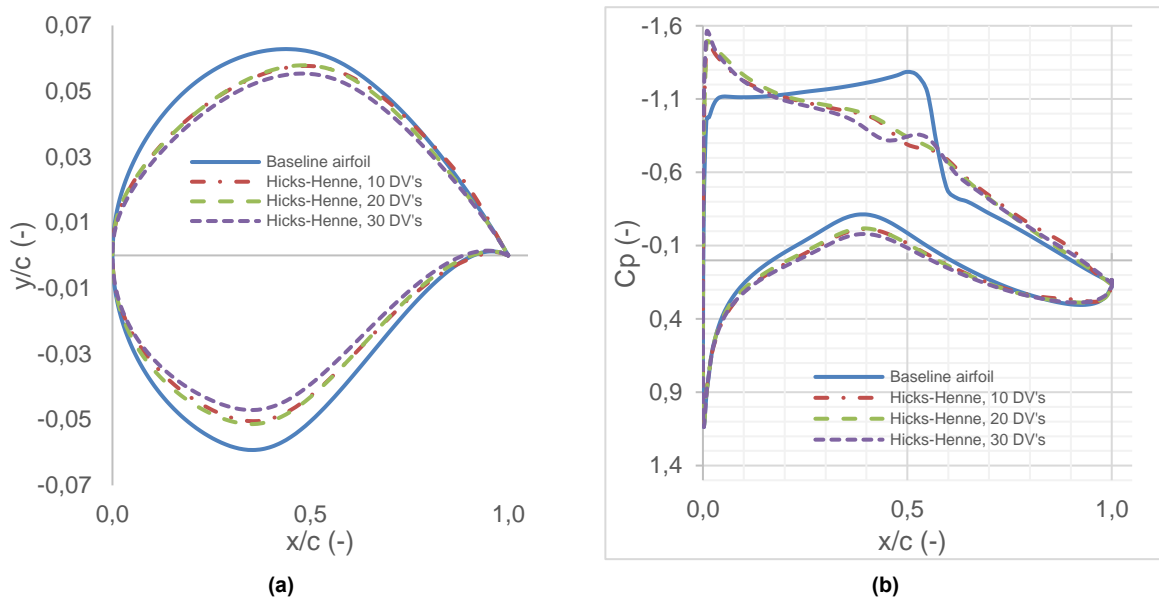 0,07
0,05
0,03
0,01
-0,01
-0,03
-0,05
-0,07
y/c (-)
Baseline airfoil
Hicks-Henne, 10 DV's
Hicks-Henne, 20 DV's
Hicks-Henne, 30 DV's
0,0
0,5
1,0
x/c (-)
(a)
-1,6
-1,1
-0,6
-0,1
0,4
0,9
1,4
Cp (-)
Baseline airfoil
Hicks-Henne, 10 DV's
Hicks-Henne, 20 DV's
Hicks-Henne, 30 DV's
0,0
0,5
1,0
x/c (-)
(b)